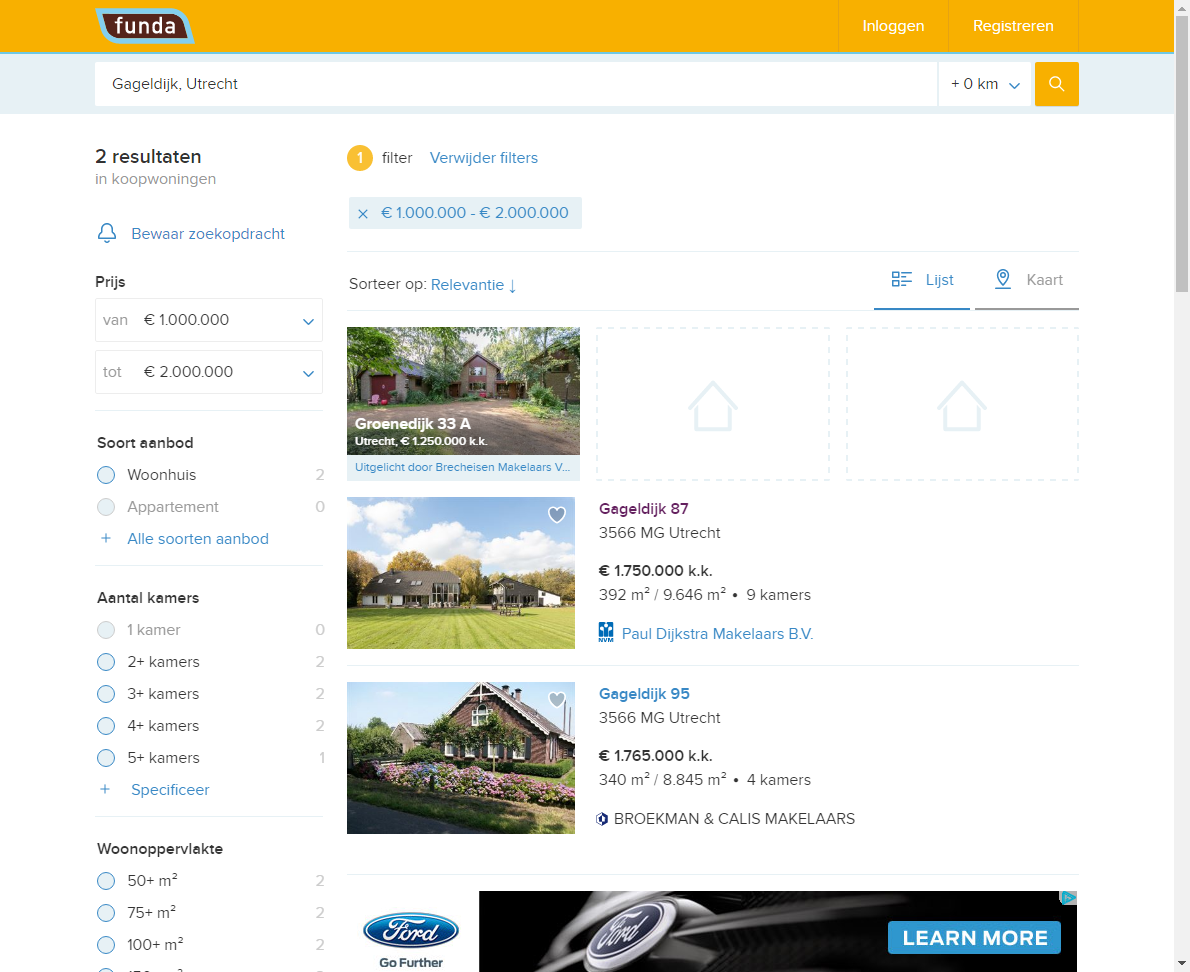 funda
Inloggen
Registreren
Gageldijk, Utrecht
+ 0 km
2 resultaten
in koopwoningen
Bewaar zoekopdracht
Prijs
van € 1.000.000
tot € 2.000.000
Soort aanbod
Woonhuis 2
Appartement 0
+ Alle soorten aanbod
Aantal kamers
1 kamer 0
2+ kamers 2
3+ kamers 2
4+ kamers 2
5+ kamers 1
+ Specificeer
Woonoppervlakte
50+ m² 2
75+ m² 2
100+ m² 2
1 filter Verwijder filters
× € 1.000.000 - € 2.000.000
Sorteer op: Relevantie ↓
Lijst
Kaart
Groenedijk 33 A
Utrecht, € 1.250.000 k.k.
Uitgelicht door Brecheisen Makelaars V...
Gageldijk 87
3566 MG Utrecht
€ 1.750.000 k.k.
392 m² / 9.646 m² • 9 kamers
NVM
Paul Dijkstra Makelaars B.V.
Gageldijk 95
3566 MG Utrecht
€ 1.765.000 k.k.
340 m² / 8.845 m² • 4 kamers
BROEKMAN & CALIS MAKELAARS
Ford
Go Further
Ford
LEARN MORE